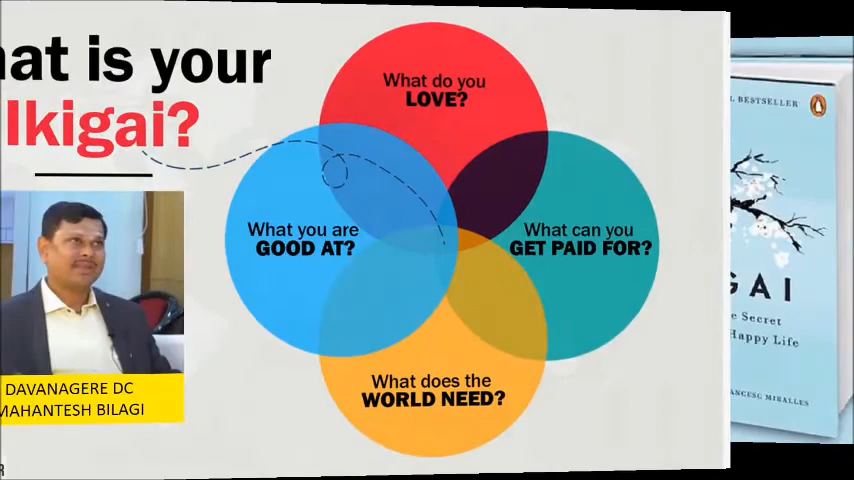 hat is your
Ikigai?
What do you
LOVE?
What you are
GOOD AT?
What can you
GET PAID FOR?
What does the
WORLD NEED?
DAVANAGERE DC
MAHANTESH BILAGI
L BESTSELLER
GAI
e Secret
Happy Life
ANCESC MIRALLES
R